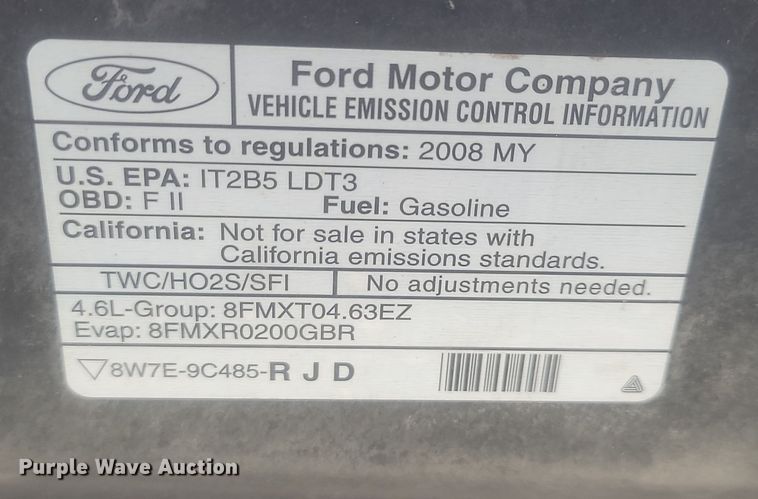 Ford
Ford Motor Company
VEHICLE EMISSION CONTROL INFORMATION
Conforms to regulations: 2008 MY
U.S. EPA: IT2B5 LDT3
OBD: F II Fuel: Gasoline
California: Not for sale in states with
California emissions standards.
TWC/HO2S/SFI No adjustments needed.
4.6L-Group: 8FMXT04.63EZ
Evap: 8FMXR0200GBR
8W7E-9C485-R J D
Purple Wave Auction